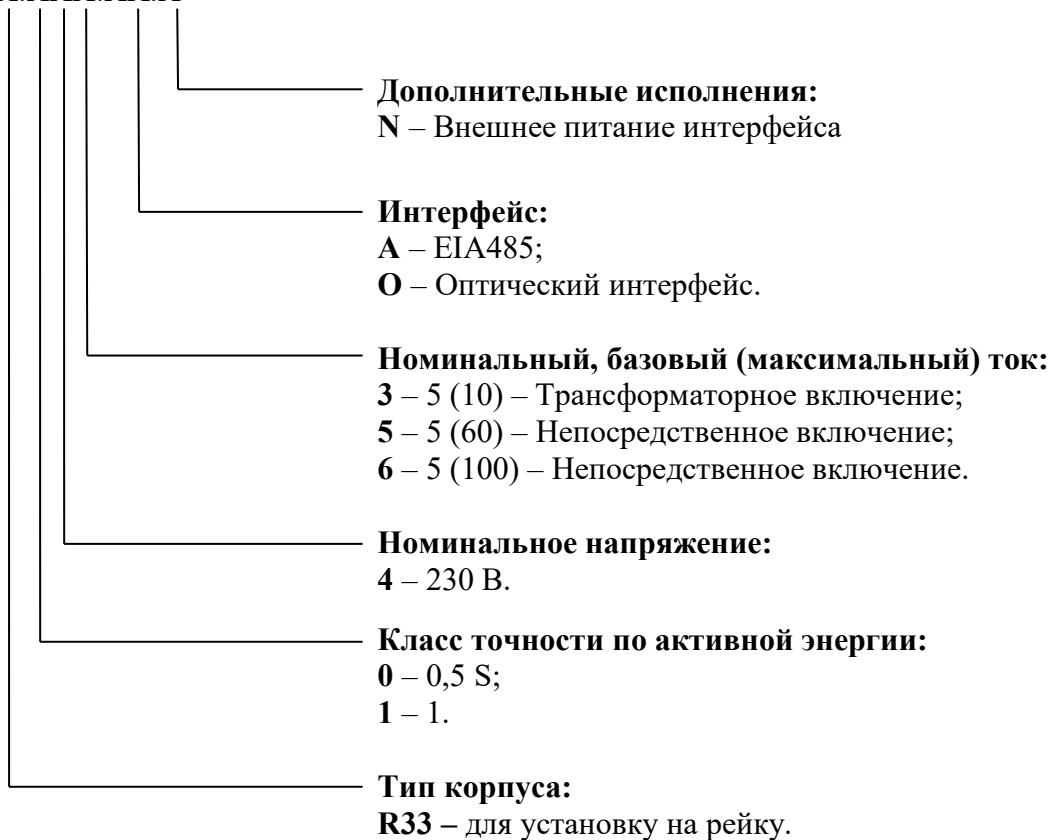 Дополнительные исполнения:
N – Внешнее питание интерфейса
Интерфейс:
A – EIA485;
O – Оптический интерфейс.
Номинальный, базовый (максимальный) ток:
3 – 5 (10) – Трансформаторное включение;
5 – 5 (60) – Непосредственное включение;
6 – 5 (100) – Непосредственное включение.
Номинальное напряжение:
4 – 230 В.
Класс точности по активной энергии:
0 – 0,5 S;
1 – 1.
Тип корпуса:
R33 – для установку на рейку.